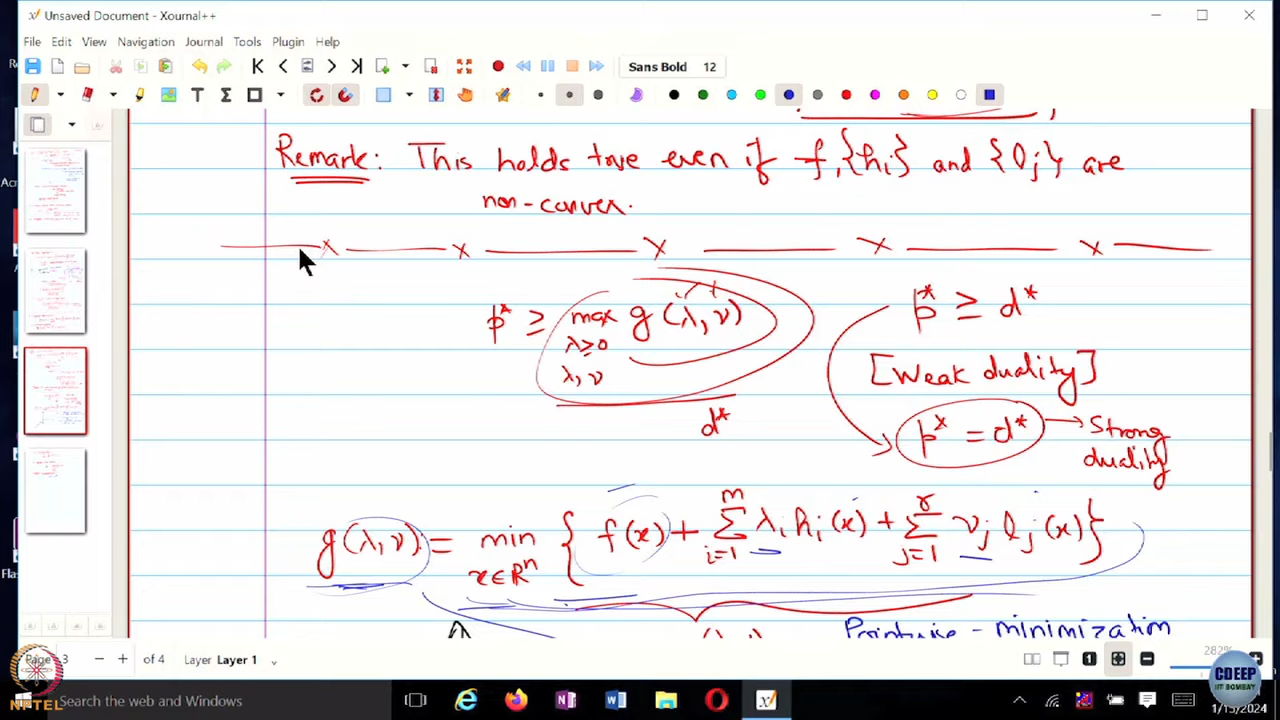 Unsaved Document - Xournal++
File Edit View Navigation Journal Tools Plugin Help
Sans Bold 12
Remark: This holds true even if f, {hi} and {lj} are
non-convex.
p* ≥ max g(λ,ν)
λ≥0
λ,ν
d*
p* ≥ d*
[Weak duality]
p* = d* → Strong
duality
g(λ,ν) = min { f(x) + Σ λi hi(x) + Σ νj lj(x) }
x∈Rⁿ i=1 m j=1 r
Pointwise - minimization
Page 3 of 4 Layer Layer 1
282%
Search the web and Windows
1/15/2024
NPTEL
CDEEP
IIT BOMBAY